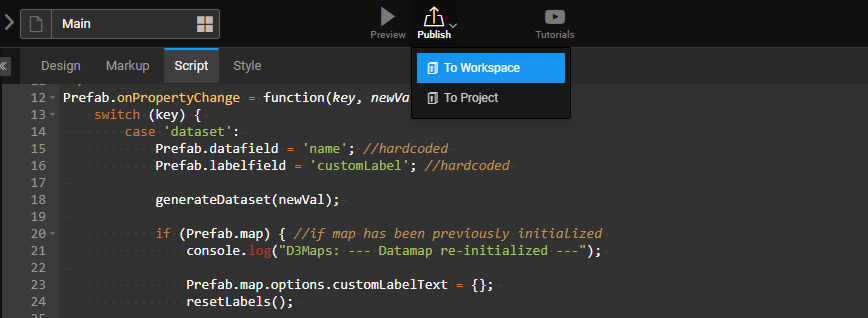 Main
Preview
Publish
Tutorials
To Workspace
To Project
Design Markup Script Style
12 Prefab.onPropertyChange = function(key, newVa
13 switch (key) {
14 case 'dataset':
15 Prefab.datafield = 'name'; //hardcoded
16 Prefab.labelfield = 'customLabel'; //hardcoded
17
18 generateDataset(newVal);
19
20 if (Prefab.map) { //if map has been previously initialized
21 console.log("D3Maps: --- Datamap re-initialized ---");
22
23 Prefab.map.options.customLabelText = {};
24 resetLabels();